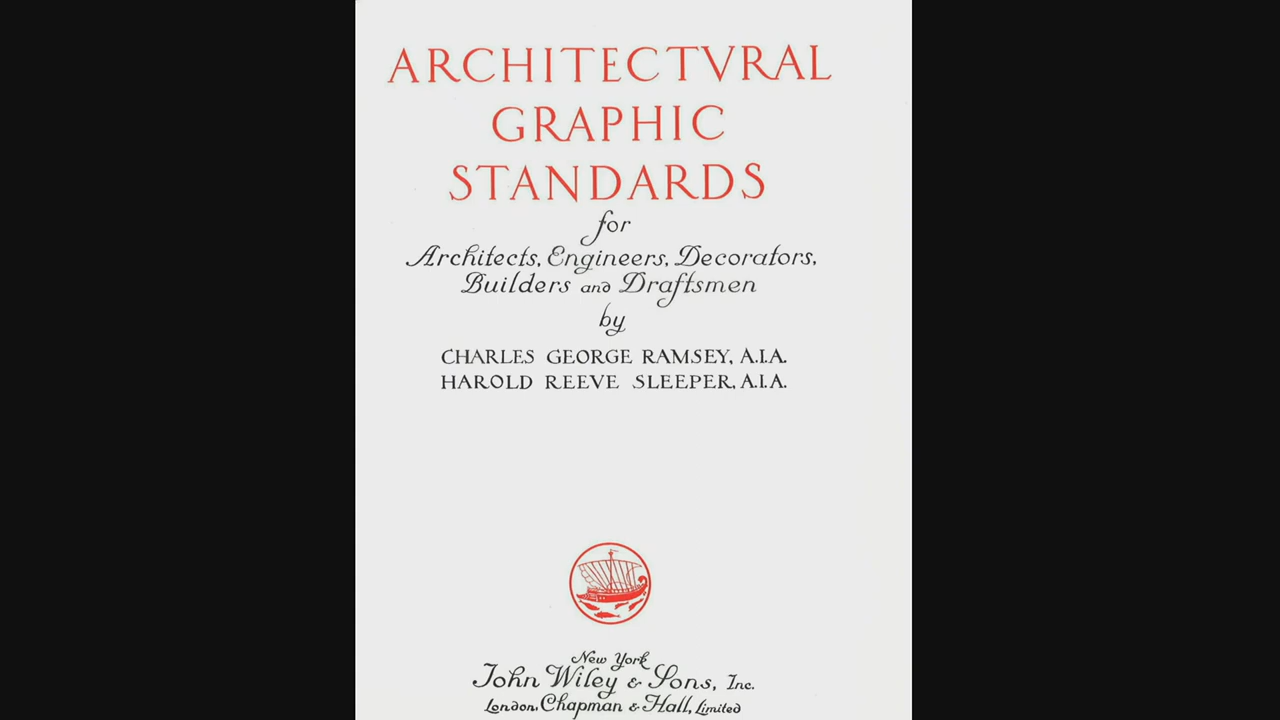 ARCHITECTVRAL
GRAPHIC
STANDARDS
for
Architects, Engineers, Decorators,
Builders and Draftsmen
by
CHARLES GEORGE RAMSEY, A.I.A.
HAROLD REEVE SLEEPER, A.I.A.
New York
John Wiley & Sons, Inc.
London, Chapman & Hall, Limited